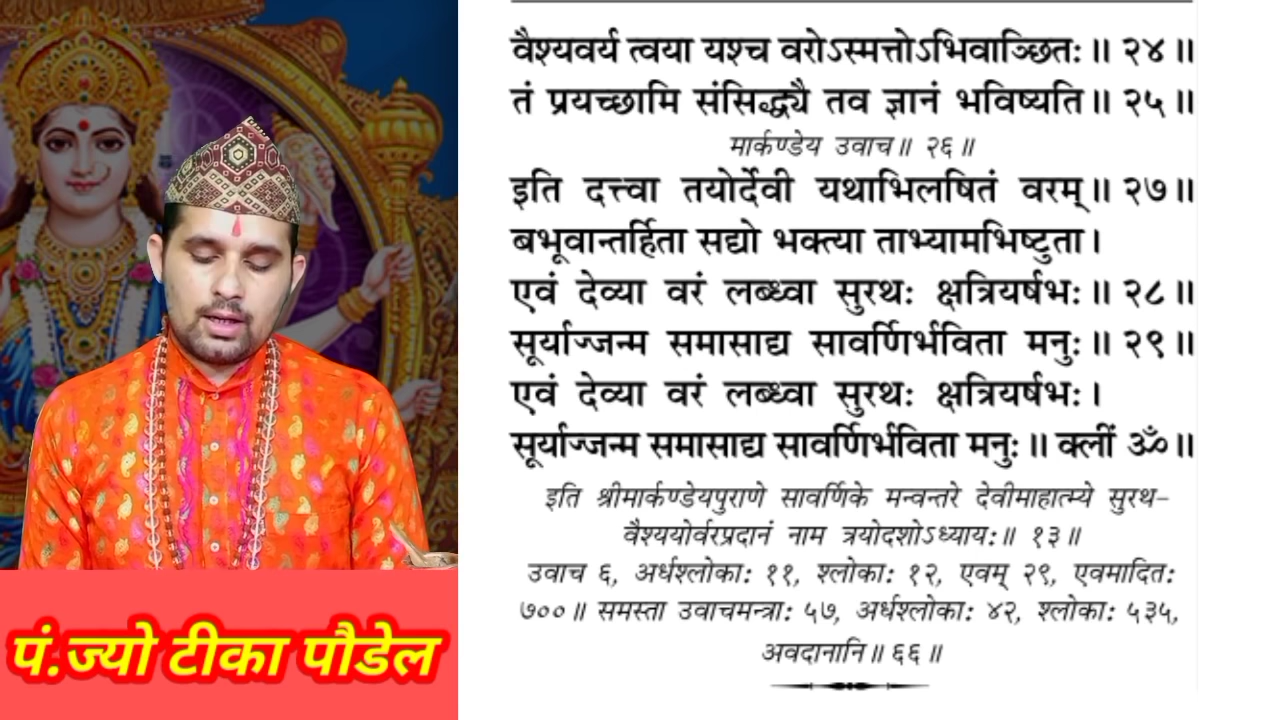 वैश्यवर्य त्वया यश्च वरोऽस्मत्तोऽभिवाञ्छितः॥ २४॥
तं प्रयच्छामि संसिद्ध्यै तव ज्ञानं भविष्यति॥ २५॥
मार्कण्डेय उवाच॥ २६॥
इति दत्त्वा तयोर्देवी यथाभिलषितं वरम्॥ २७॥
बभूवान्तर्हिता सद्यो भक्त्या ताभ्यामभिष्टुता।
एवं देव्या वरं लब्ध्वा सुरथः क्षत्रियर्षभः॥ २८॥
सूर्याज्जन्म समासाद्य सावर्णिर्भविता मनुः॥ २९॥
एवं देव्या वरं लब्ध्वा सुरथः क्षत्रियर्षभः।
सूर्याज्जन्म समासाद्य सावर्णिर्भविता मनुः॥ क्लीं ॐ॥
इति श्रीमार्कण्डेयपुराणे सावर्णिके मन्वन्तरे देवीमाहात्म्ये सुरथ-
वैश्ययोर्वरप्रदानं नाम त्रयोदशोऽध्यायः॥ १३॥
उवाच ६, अर्धश्लोकाः ११, श्लोकाः १२, एवम् २९, एवमादितः
७००॥ समस्ता उवाचमन्त्राः ५७, अर्धश्लोकाः ४२, श्लोकाः ५३५,
अवदानानि॥ ६६॥
पं.ज्यो टीका पौडेल